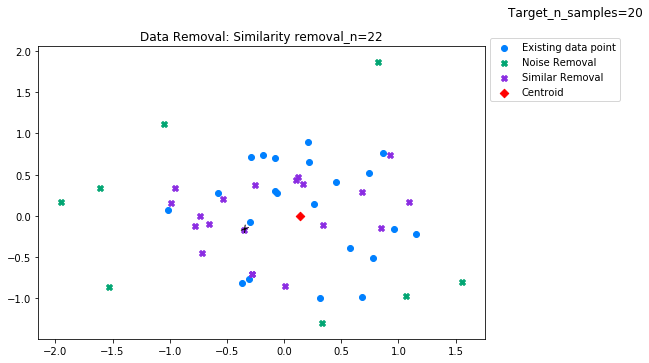 Target_n_samples=20
Data Removal: Similarity removal_n=22
Existing data point
Noise Removal
Similar Removal
Centroid
2.0
1.5
1.0
0.5
0.0
−0.5
−1.0
−2.0 −1.5 −1.0 −0.5 0.0 0.5 1.0 1.5